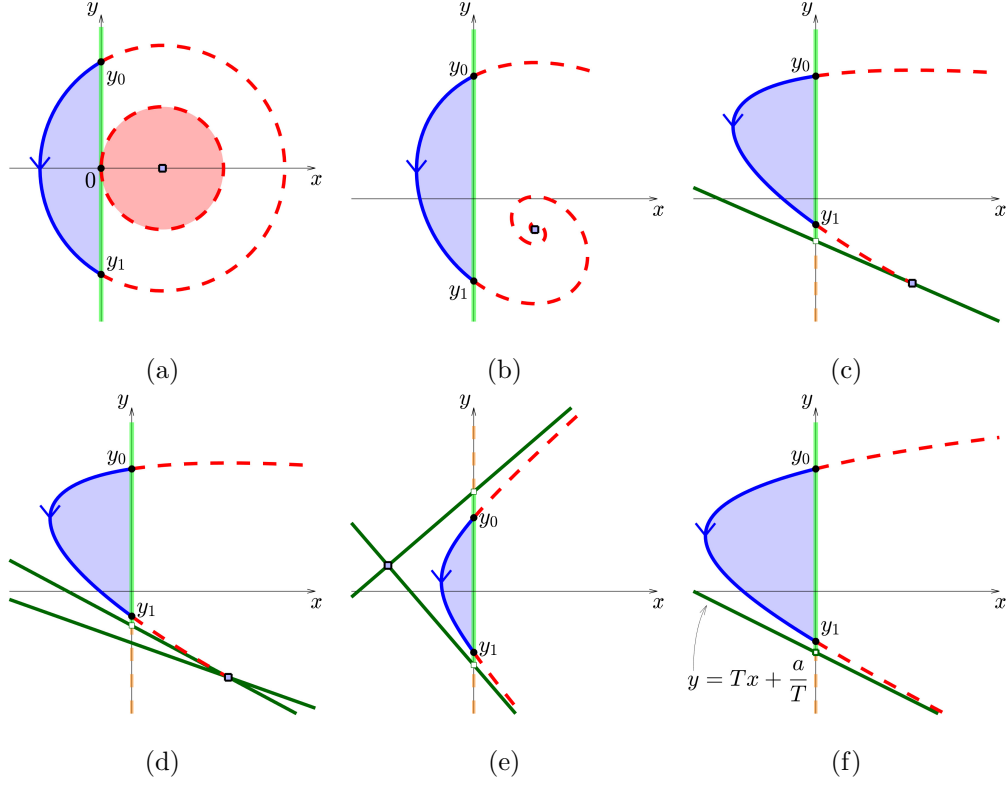 y
y₀
0
x
y₁
(a)
y
y₀
x
y₁
(b)
y
y₀
x
y₁
(c)
y
y₀
x
y₁
(d)
y
y₀
x
y₁
(e)
y
y₀
x
y₁
y = Tx + a/T
(f)